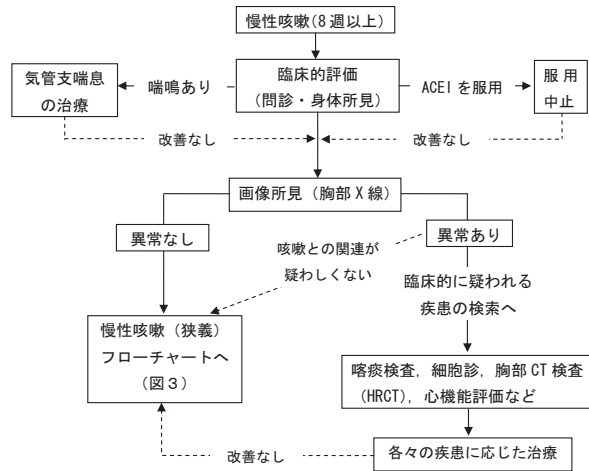 慢性咳嗽(8 週以上)
気管支喘息
の治療
喘鳴あり
臨床的評価
(問診・身体所見)
ACEI を服用
服 用
中止
改善なし
改善なし
画像所見(胸部 X 線)
異常なし
咳嗽との関連が
疑わしくない
異常あり
臨床的に疑われる
疾患の検索へ
慢性咳嗽(狭義)
フローチャートへ
(図3)
喀痰検査, 細胞診, 胸部 CT 検査
(HRCT), 心機能評価など
改善なし
各々の疾患に応じた治療